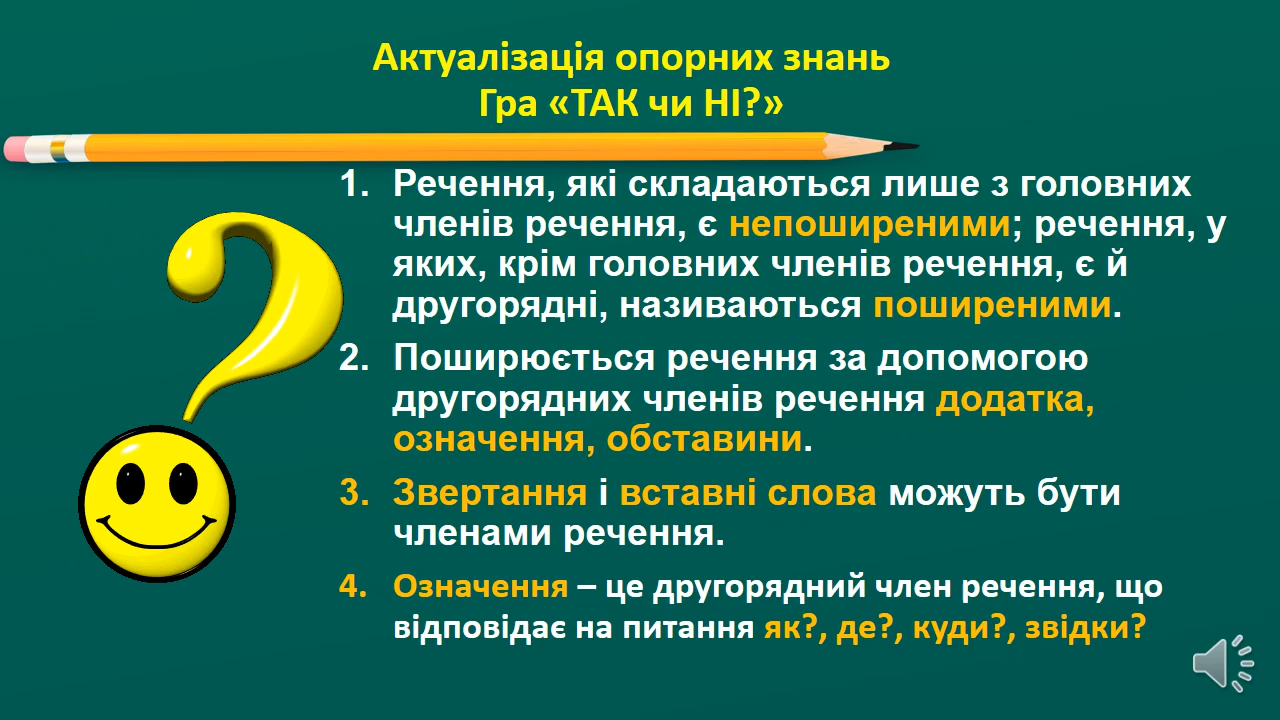 Актуалізація опорних знань
Гра «ТАК чи НІ?»
1. Речення, які складаються лише з головних
членів речення, є непоширеними; речення, у
яких, крім головних членів речення, є й
другорядні, називаються поширеними.
2. Поширюється речення за допомогою
другорядних членів речення додатка,
означення, обставини.
3. Звертання і вставні слова можуть бути
членами речення.
4. Означення – це другорядний член речення, що
відповідає на питання як?, де?, куди?, звідки?